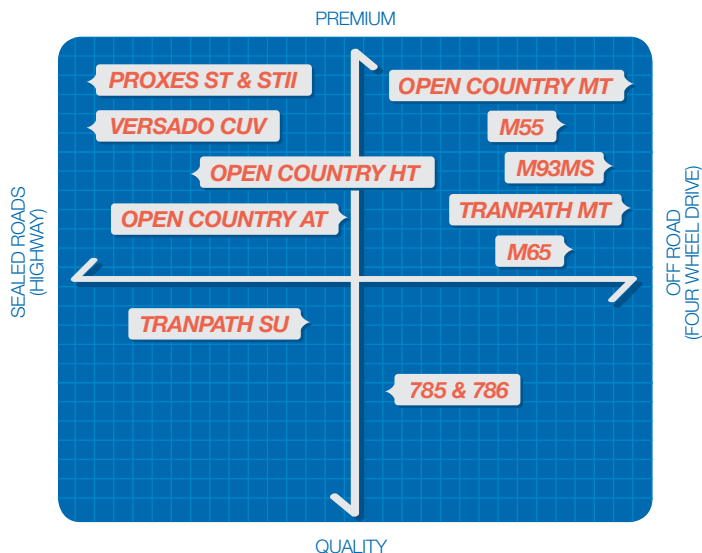 PREMIUM
PROXES ST & STII
OPEN COUNTRY MT
VERSADO CUV
M55
OPEN COUNTRY HT
M93MS
OPEN COUNTRY AT
TRANPATH MT
M65
SEALED ROADS
(HIGHWAY)
OFF ROAD
(FOUR WHEEL DRIVE)
TRANPATH SU
785 & 786
QUALITY